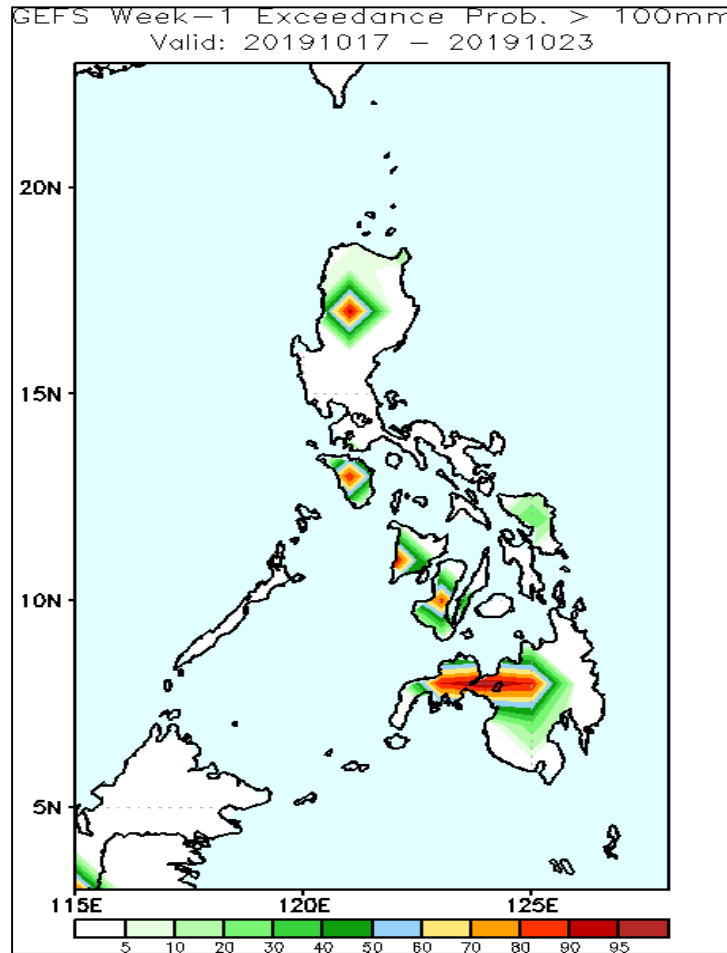 GEFS Week-1 Exceedance Prob. > 100mm
Valid: 20191017 - 20191023
20N
15N
10N
5N
115E 120E 125E
5 10 20 30 40 50 60 70 80 90 95